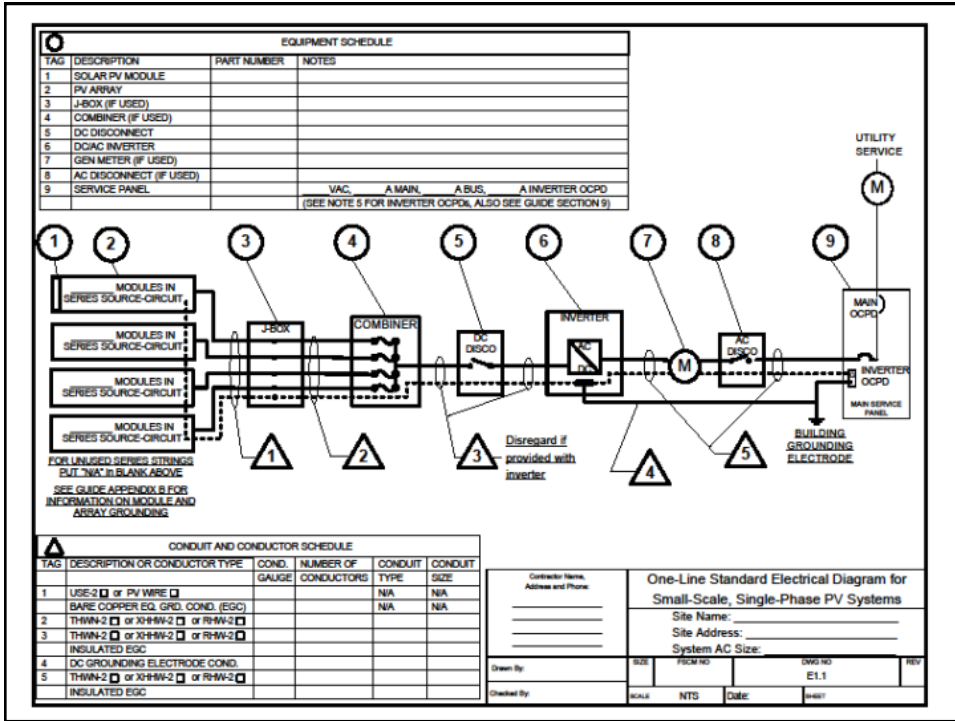 EQUIPMENT SCHEDULE
TAG DESCRIPTION PART NUMBER NOTES
1 SOLAR PV MODULE
2 PV ARRAY
3 J-BOX (IF USED)
4 COMBINER (IF USED)
5 DC DISCONNECT
6 DC/AC INVERTER
7 GEN METER (IF USED)
8 AC DISCONNECT (IF USED)
9 SERVICE PANEL ____VAC, ____A MAIN, ____A BUS, ____A INVERTER OCPD
(SEE NOTE 5 FOR INVERTER OCPDs, ALSO SEE GUIDE SECTION 9)
UTILITY
SERVICE
M
1 2 3 4 5 6 7 8 9
______ MODULES IN
SERIES SOURCE-CIRCUIT
______ MODULES IN
SERIES SOURCE-CIRCUIT
______ MODULES IN
SERIES SOURCE-CIRCUIT
______ MODULES IN
SERIES SOURCE-CIRCUIT
J-BOX
COMBINER
DC
DISCO
INVERTER
AC
DC
M
AC
DISCO
MAIN
OCPD
INVERTER
OCPD
MAIN SERVICE
PANEL
BUILDING
GROUNDING
ELECTRODE
1 2 3 4 5
Disregard if
provided with
inverter
FOR UNUSED SERIES STRINGS
PUT "N/A" in BLANK ABOVE
SEE GUIDE APPENDIX B FOR
INFORMATION ON MODULE AND
ARRAY GROUNDING
CONDUIT AND CONDUCTOR SCHEDULE
TAG DESCRIPTION OR CONDUCTOR TYPE COND. GAUGE NUMBER OF CONDUCTORS CONDUIT TYPE CONDUIT SIZE
1 USE-2 □ or PV WIRE □ N/A N/A
BARE COPPER EQ. GRD. COND. (EGC) N/A N/A
2 THWN-2 □ or XHHW-2 □ or RHW-2 □
3 THWN-2 □ or XHHW-2 □ or RHW-2 □
INSULATED EGC
4 DC GROUNDING ELECTRODE COND.
5 THWN-2 □ or XHHW-2 □ or RHW-2 □
INSULATED EGC
Contractor Name,
Address and Phone:
Drawn By:
Checked By:
One-Line Standard Electrical Diagram for
Small-Scale, Single-Phase PV Systems
Site Name: ______
Site Address: ______
System AC Size: ______
SIZE FSCM NO DWG NO REV
E1.1
SCALE NTS Date: SHEET